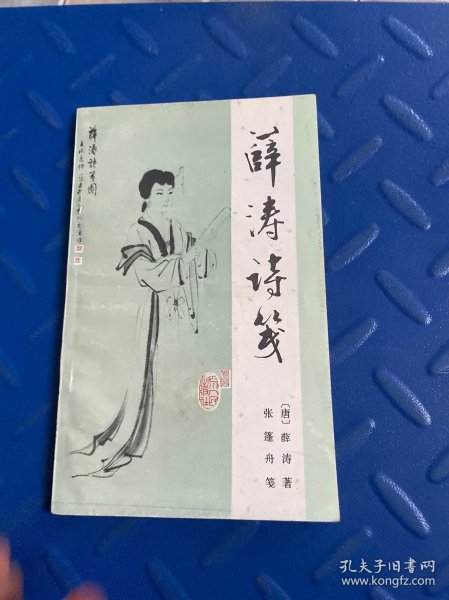 薛涛诗笺
〔唐〕薛涛 著
张篷舟 笺
薛涛诗笺图
孔夫子旧书网
www.kongfz.com